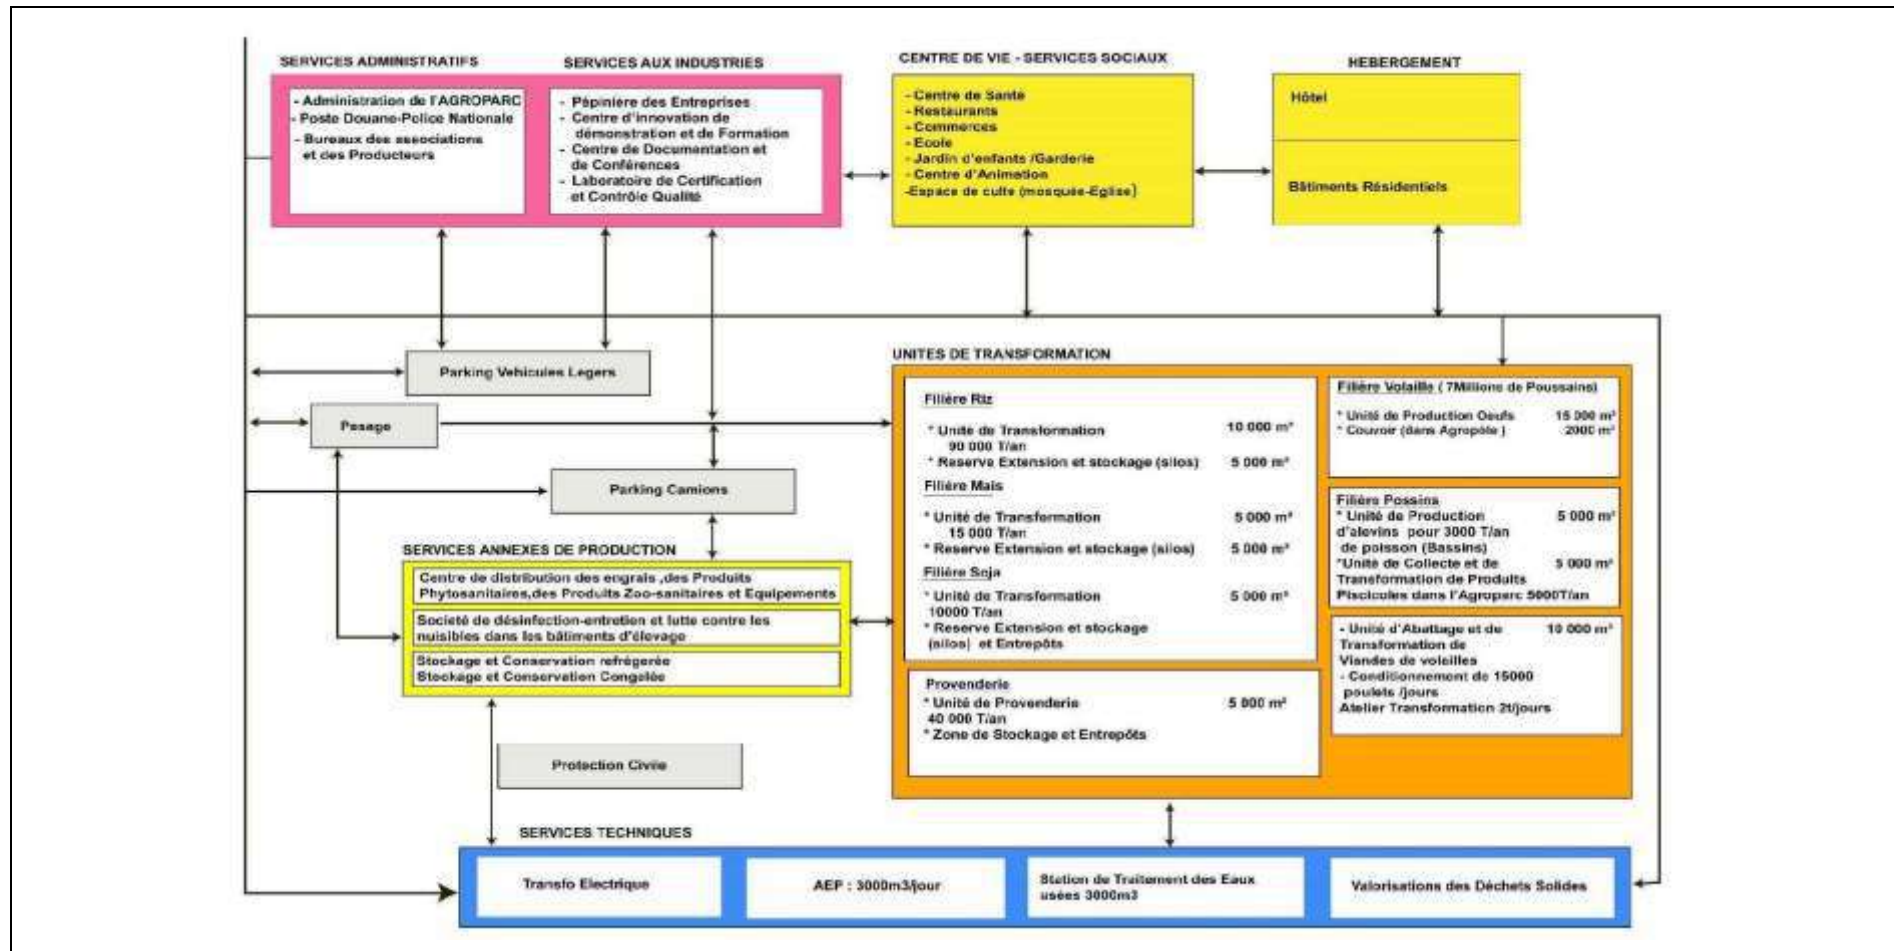 SERVICES ADMINISTRATIFS
- Administration de l'AGROPARC
- Poste Douane-Police Nationale
- Bureaux des associations
et des Producteurs
SERVICES AUX INDUSTRIES
- Pépinière des Entreprises
- Centre d'innovation de
démonstration et de Formation
- Centre de Documentation et
de Conférences
- Laboratoire de Certification
et Contrôle Qualité
CENTRE DE VIE - SERVICES SOCIAUX
- Centre de Santé
- Restaurants
- Commerces
- Ecole
- Jardin d'enfants /Garderie
- Centre d'Animation
-Espace de culte (mosquée-Eglise)
HEBERGEMENT
Hôtel
Bâtiments Résidentiels
Parking Vehicules Legers
Pesage
Parking Camions
SERVICES ANNEXES DE PRODUCTION
Centre de distribution des engrais ,des Produits
Phytosanitaires,des Produits Zoo-sanitaires et Equipements
Societé de désinfection-entretien et lutte contre les
nuisibles dans les bâtiments d'élevage
Stockage et Conservation refrégerée
Stockage et Conservation Congelée
Protection Civile
UNITES DE TRANSFORMATION
Filière Riz
* Unité de Transformation 10 000 m²
90 000 T/an
* Reserve Extension et stockage (silos) 5 000 m²
Filière Mais
* Unité de Transformation 5 000 m²
15 000 T/an
* Reserve Extension et stockage (silos) 5 000 m²
Filière Soja
* Unité de Transformation 5 000 m²
10000 T/an
* Reserve Extension et stockage
(silos) et Entrepôts
Provenderie
* Unité de Provenderie 5 000 m²
40 000 T/an
* Zone de Stockage et Entrepôts
Filière Volaille ( 7Millions de Poussains)
* Unité de Production Oeufs 15 000 m²
* Couvoir (dans Agropôle ) 2000 m²
Filière Possins
* Unité de Production 5 000 m²
d'alevins pour 3000 T/an
de poisson (Bassins)
*Unité de Collecte et de 5 000 m²
Transformation de Produits
Piscicoles dans l'Agroparc 5000T/an
- Unité d'Abattage et de 10 000 m²
Transformation de
Viandes de voleilles
- Conditionnement de 15000
poulets /jours
Atelier Transformation 2t/jours
SERVICES TECHNIQUES
Transfo Electrique
AEP : 3000m3/jour
Station de Traitement des Eaux
usées 3000m3
Valorisations des Déchets Solides